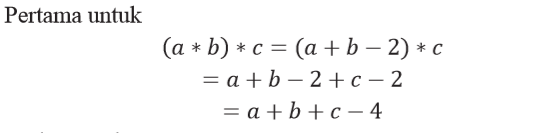 Pertama untuk
(a * b) * c = (a + b − 2) * c
= a + b − 2 + c − 2
= a + b + c − 4